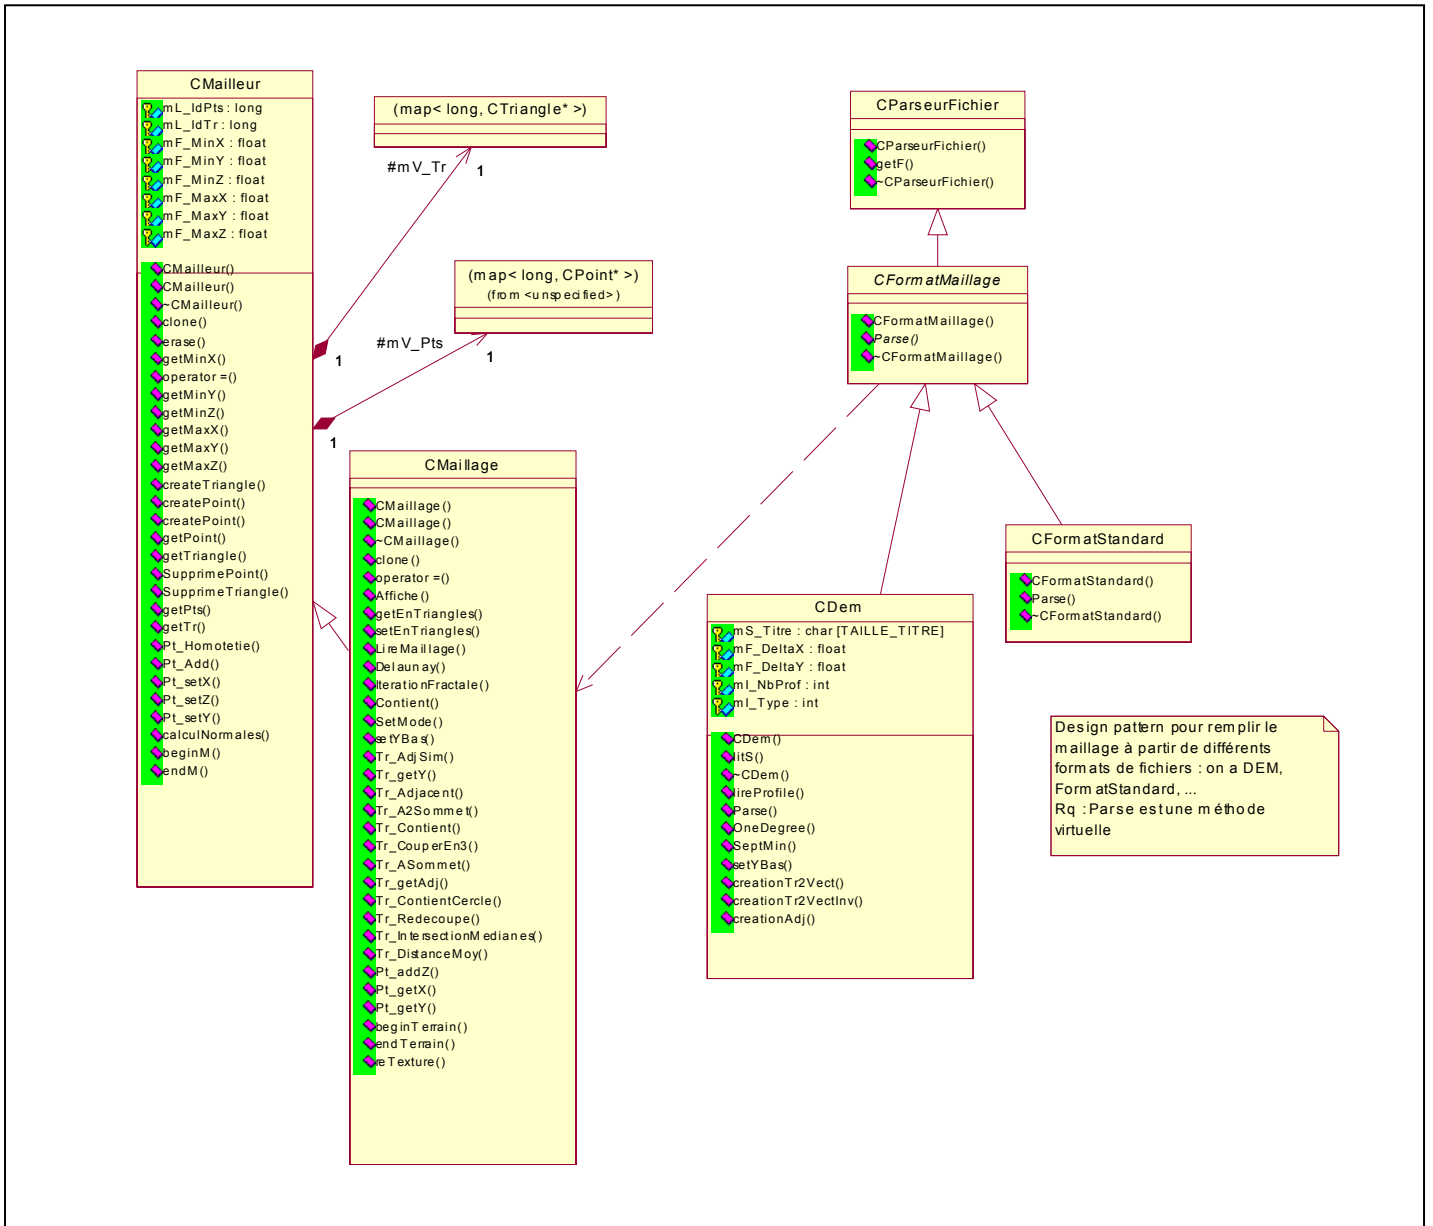 CMailleur
mL_IdPts : long
mL_IdTr : long
mF_MinX : float
mF_MinY : float
mF_MinZ : float
mF_MaxX : float
mF_MaxY : float
mF_MaxZ : float
CMailleur()
CMailleur()
~CMailleur()
clone()
erase()
getMinX()
operator =()
getMinY()
getMinZ()
getMaxX()
getMaxY()
getMaxZ()
createTriangle()
createPoint()
createPoint()
getPoint()
getTriangle()
SupprimePoint()
SupprimeTriangle()
getPts()
getTr()
Pt_Homotetie()
Pt_Add()
Pt_setX()
Pt_setZ()
Pt_setY()
calculNormales()
beginM()
endM()
(map< long, CTriangle* >)
#mV_Tr
1
1
(map< long, CPoint* >)
(from <unspecified>)
#mV_Pts
1
1
CMaillage
CMaillage()
CMaillage()
~CMaillage()
clone()
operator =()
Affiche()
getEnTriangles()
setEnTriangles()
LireMaillage()
Delaunay()
IterationFractale()
Contient()
SetMode()
setYBas()
Tr_AdjSim()
Tr_getY()
Tr_Adjacent()
Tr_A2Sommet()
Tr_Contient()
Tr_CouperEn3()
Tr_ASommet()
Tr_getAdj()
Tr_ContientCercle()
Tr_Redecoupe()
Tr_IntersectionMedianes()
Tr_DistanceMoy()
Pt_addZ()
Pt_getX()
Pt_getY()
beginTerrain()
endTerrain()
reTexture()
CParseurFichier
CParseurFichier()
getF()
~CParseurFichier()
CFormatMaillage
CFormatMaillage()
Parse()
~CFormatMaillage()
CFormatStandard
CFormatStandard()
Parse()
~CFormatStandard()
CDem
mS_Titre : char [TAILLE_TITRE]
mF_DeltaX : float
mF_DeltaY : float
mI_NbProf : int
mI_Type : int
CDem()
litS()
~CDem()
lireProfile()
Parse()
OneDegree()
SeptMin()
setYBas()
creationTr2Vect()
creationTr2VectInv()
creationAdj()
Design pattern pour remplir le
maillage à partir de différents
formats de fichiers : on a DEM,
FormatStandard, ...
Rq : Parse est une méthode
virtuelle